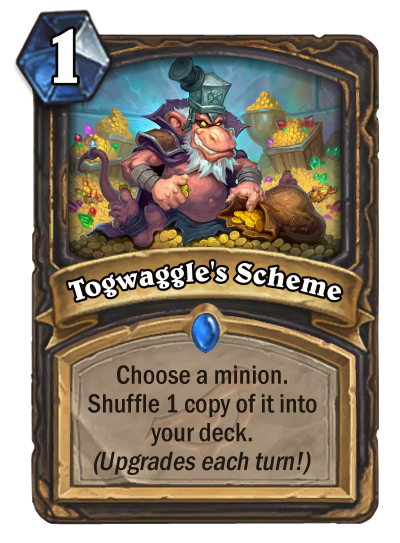 1
Togwaggle's Scheme
Choose a minion.
Shuffle 1 copy of it into
your deck.
(Upgrades each turn!)